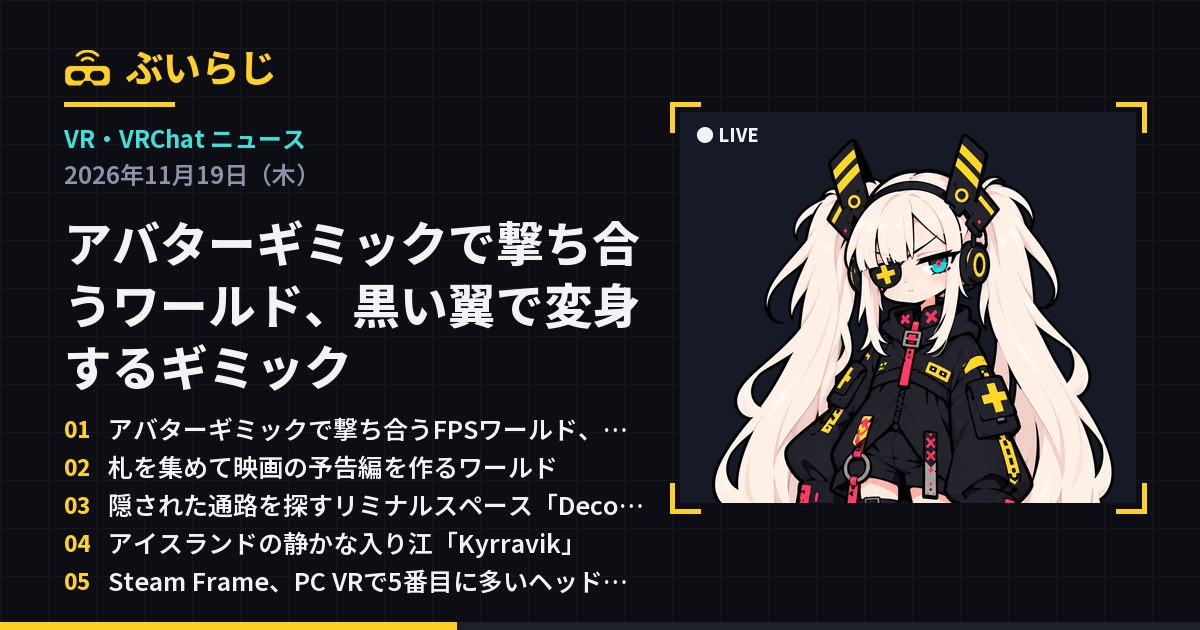 ぶいらじ
VR・VRChat ニュース
2026年11月19日（木）
アバターギミックで撃ち合
うワールド、黒い翼で変身
するギミック
01 アバターギミックで撃ち合うFPSワールド、…
02 札を集めて映画の予告編を作るワールド
03 隠された通路を探すリミナルスペース「Deco…
04 アイスランドの静かな入り江「Kyrravik」
05 Steam Frame、PC VRで5番目に多いヘッド…
LIVE